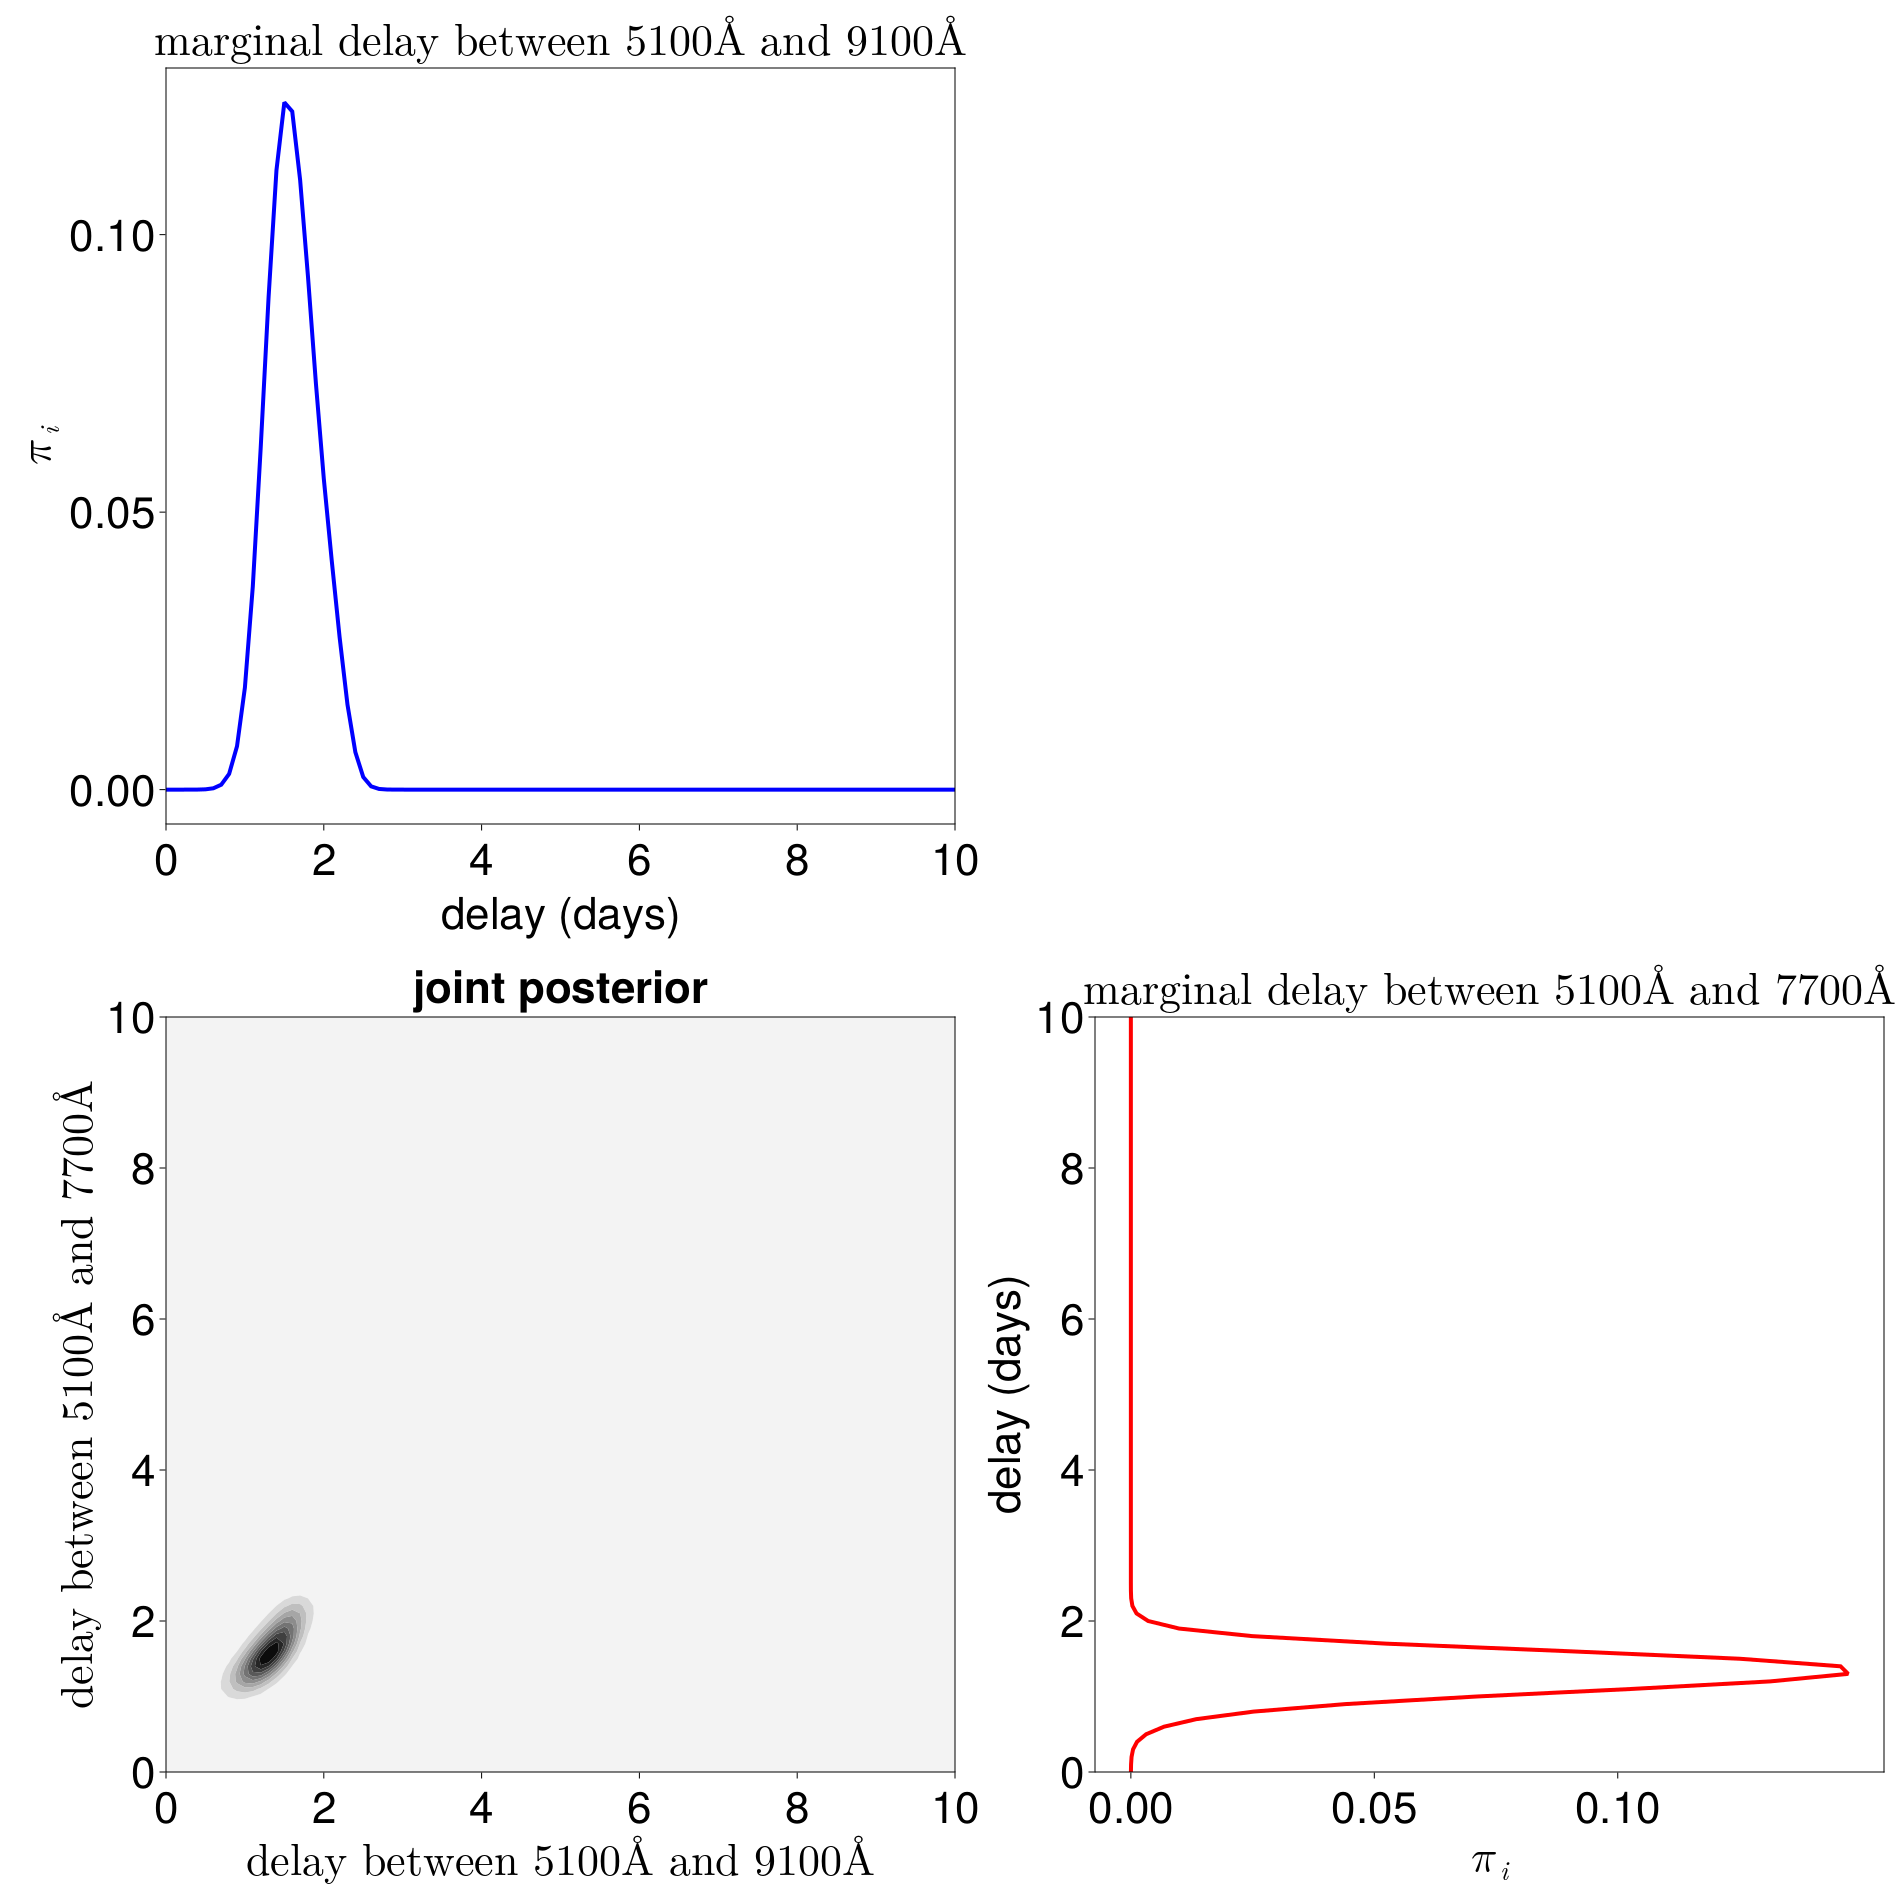 marginal delay between 5100Å and 9100Å
0.10
0.05
0.00
π i
0 2 4 6 8 10
delay (days)
joint posterior
10
8
6
4
2
0
delay between 5100Å and 7700Å
0 2 4 6 8 10
delay between 5100Å and 9100Å
marginal delay between 5100Å and 7700Å
10
8
6
4
2
0
delay (days)
0.00 0.05 0.10
π i